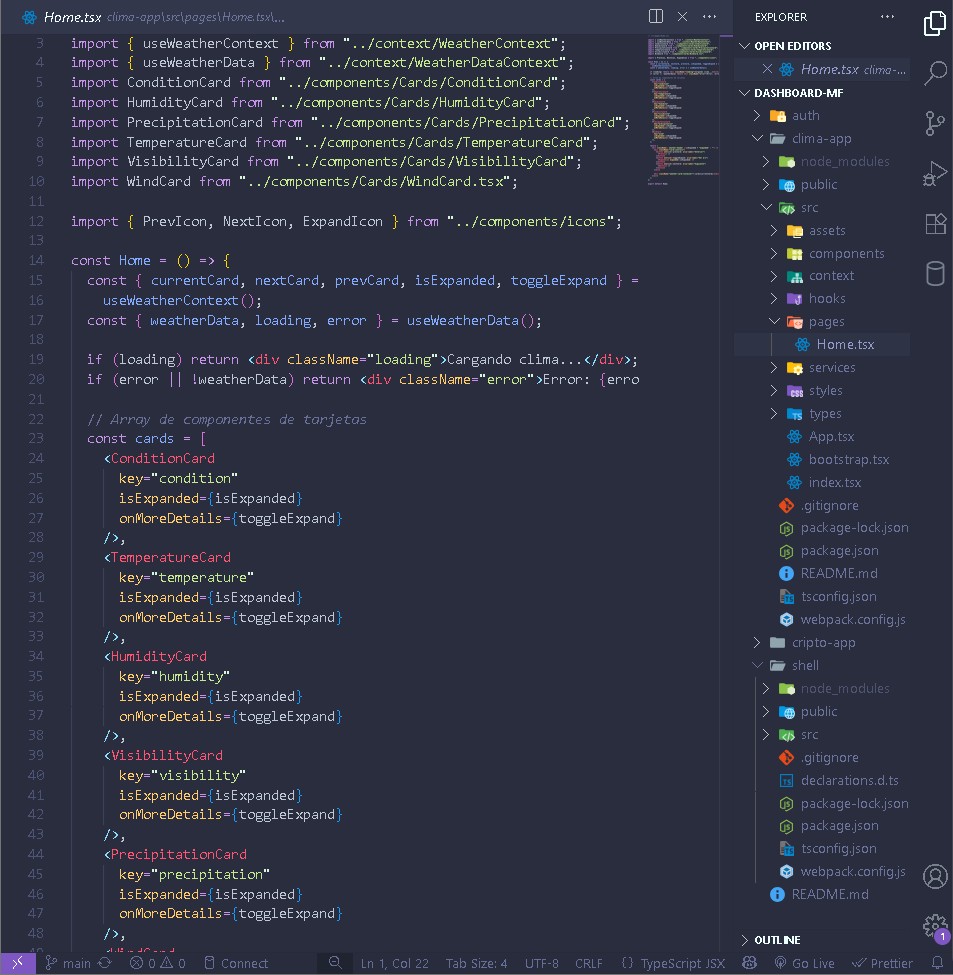 Home.tsx clima-app\src\pages\Home.tsx\...
3 import { useWeatherContext } from "../context/WeatherContext";
4 import { useWeatherData } from "../context/WeatherDataContext";
5 import ConditionCard from "../components/Cards/ConditionCard";
6 import HumidityCard from "../components/Cards/HumidityCard";
7 import PrecipitationCard from "../components/Cards/PrecipitationCard";
8 import TemperatureCard from "../components/Cards/TemperatureCard";
9 import VisibilityCard from "../components/Cards/VisibilityCard";
10 import WindCard from "../components/Cards/WindCard.tsx";
11
12 import { PrevIcon, NextIcon, ExpandIcon } from "../components/icons";
13
14 const Home = () => {
15 const { currentCard, nextCard, prevCard, isExpanded, toggleExpand } =
16 useWeatherContext();
17 const { weatherData, loading, error } = useWeatherData();
18
19 if (loading) return <div className="loading">Cargando clima...</div>;
20 if (error || !weatherData) return <div className="error">Error: {erro
21
22 // Array de componentes de tarjetas
23 const cards = [
24 <ConditionCard
25 key="condition"
26 isExpanded={isExpanded}
27 onMoreDetails={toggleExpand}
28 />,
29 <TemperatureCard
30 key="temperature"
31 isExpanded={isExpanded}
32 onMoreDetails={toggleExpand}
33 />,
34 <HumidityCard
35 key="humidity"
36 isExpanded={isExpanded}
37 onMoreDetails={toggleExpand}
38 />,
39 <VisibilityCard
40 key="visibility"
41 isExpanded={isExpanded}
42 onMoreDetails={toggleExpand}
43 />,
44 <PrecipitationCard
45 key="precipitation"
46 isExpanded={isExpanded}
47 onMoreDetails={toggleExpand}
48 />,
EXPLORER
OPEN EDITORS
Home.tsx clima-...
DASHBOARD-MF
auth
clima-app
node_modules
public
src
assets
components
context
hooks
pages
Home.tsx
services
styles
types
App.tsx
bootstrap.tsx
index.tsx
.gitignore
package-lock.json
package.json
README.md
tsconfig.json
webpack.config.js
cripto-app
shell
node_modules
public
src
.gitignore
declarations.d.ts
package-lock.json
package.json
tsconfig.json
webpack.config.js
README.md
OUTLINE
1
main 0 0 Connect Ln 1, Col 22 Tab Size: 4 UTF-8 CRLF {} TypeScript JSX Go Live Prettier